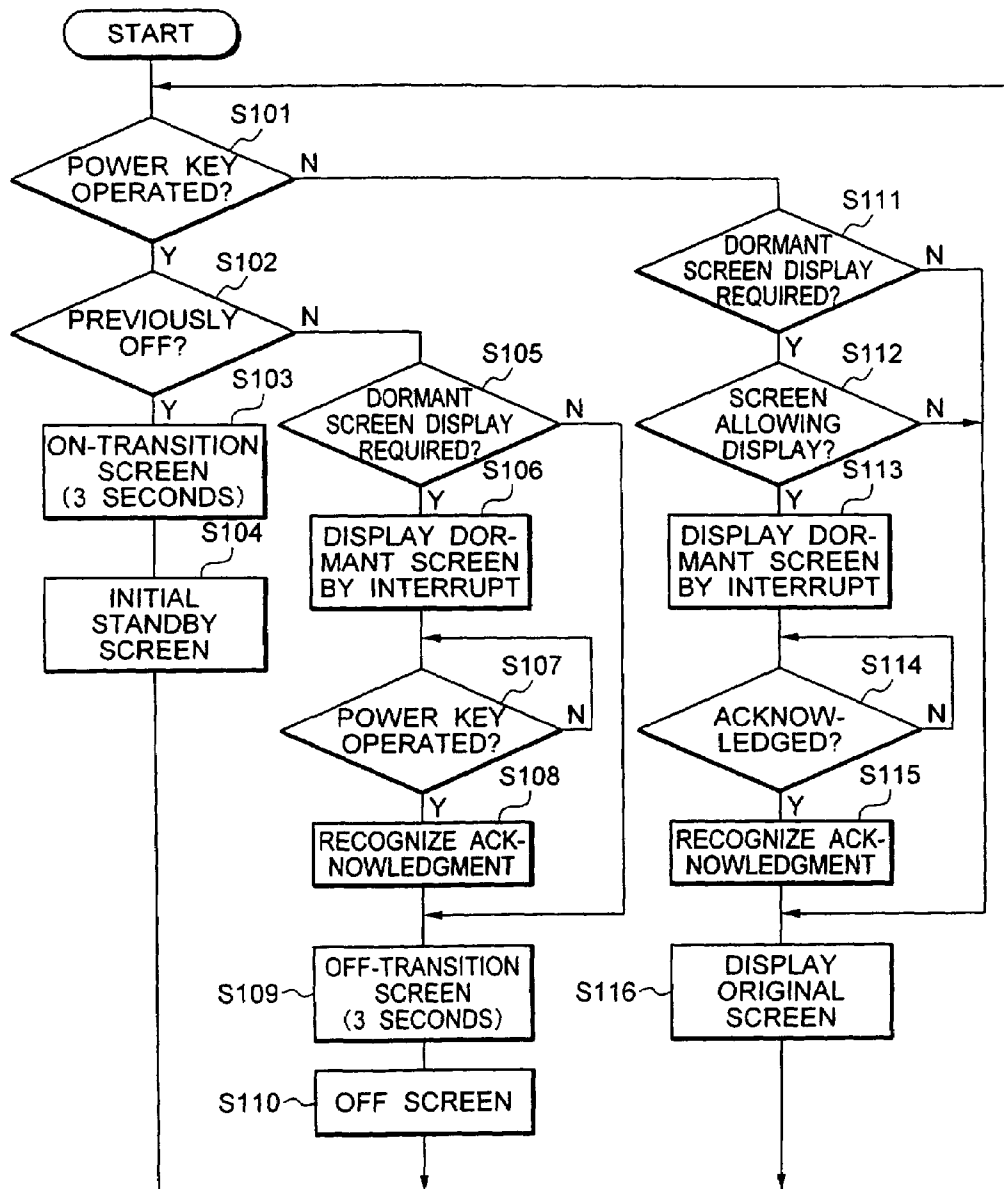 START
S101
POWER KEY
OPERATED?
N
Y
S102
PREVIOUSLY
OFF?
N
Y
S103
ON-TRANSITION
SCREEN
(3 SECONDS)
S104
INITIAL
STANDBY
SCREEN
S105
DORMANT
SCREEN DISPLAY
REQUIRED?
N
Y
S106
DISPLAY DOR-
MANT SCREEN
BY INTERRUPT
S107
POWER KEY
OPERATED?
N
Y
S108
RECOGNIZE ACK-
NOWLEDGMENT
S109
OFF-TRANSITION
SCREEN
(3 SECONDS)
S110
OFF SCREEN
S111
DORMANT
SCREEN DISPLAY
REQUIRED?
N
Y
S112
SCREEN
ALLOWING
DISPLAY?
N
Y
S113
DISPLAY DOR-
MANT SCREEN
BY INTERRUPT
S114
ACKNOW-
LEDGED?
N
Y
S115
RECOGNIZE ACK-
NOWLEDGMENT
S116
DISPLAY
ORIGINAL
SCREEN